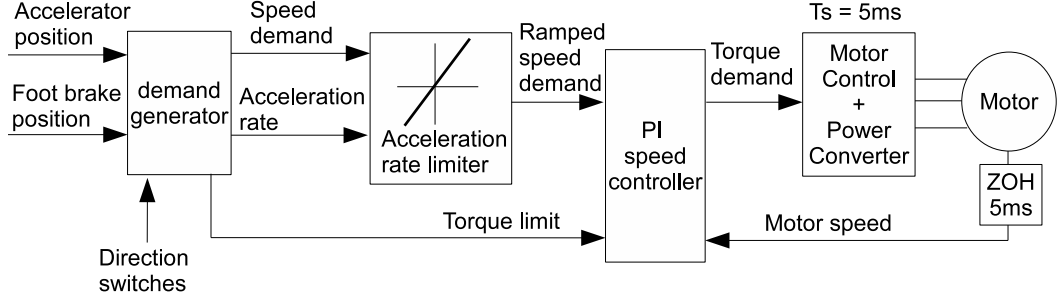 Accelerator
position
Foot brake
position
demand
generator
Direction
switches
Speed
demand
Acceleration
rate
Acceleration
rate limiter
Torque limit
Ramped
speed
demand
PI
speed
controller
Torque
demand
Ts = 5ms
Motor
Control
+
Power
Converter
Motor
ZOH
5ms
Motor speed